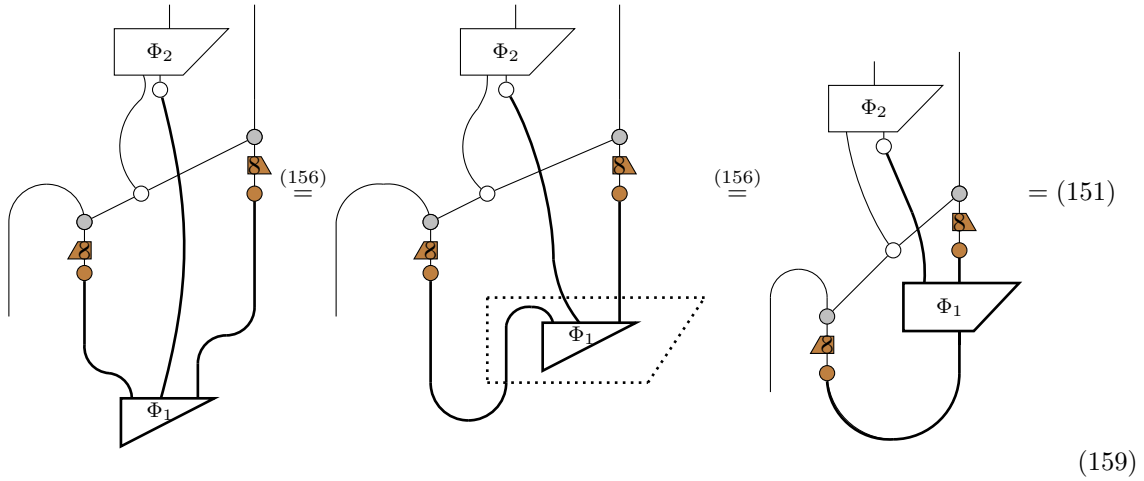 Φ₂ Φ₂ Φ₂
∞ ∞ ∞
(156) = (156) = = (151)
∞ ∞ ∞
Φ₁ Φ₁ Φ₁
(159)